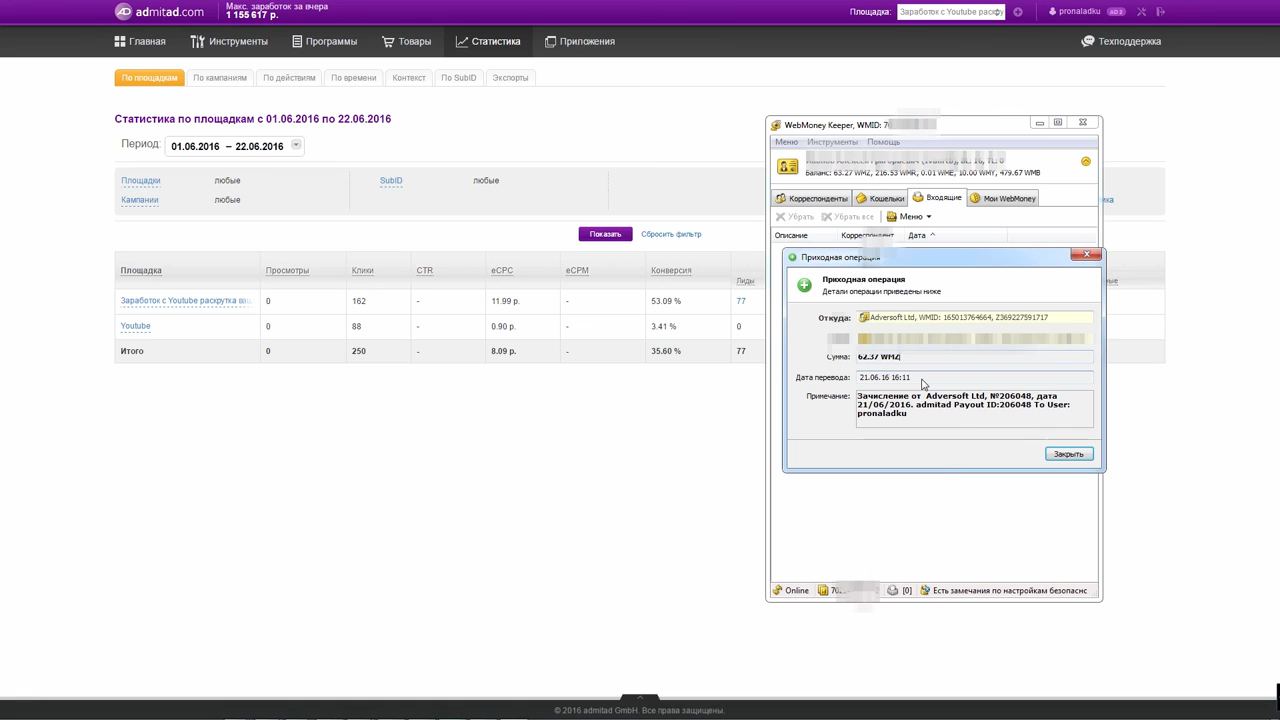 admitad.com
Макс. заработок за вчера
1 155 617 р.
Площадка:
Заработок с Youtube раскру
pronaladku
AD 2
Главная
Инструменты
Программы
Товары
Статистика
Приложения
Техподдержка
По площадкам
По кампаниям
По действиям
По времени
Контекст
По SubID
Экспорты
Статистика по площадкам с 01.06.2016 по 22.06.2016
Период:
01.06.2016 – 22.06.2016
Площадки
любые
SubID
любые
Кампании
любые
Показать
Сбросить фильтр
Площадка Просмотры Клики CTR eCPC eCPM Конверсия Лиды
Заработок с Youtube раскрутка ва 0 162 - 11.99 р. - 53.09 % 77
Youtube 0 88 - 0.90 р. - 3.41 % 0
Итого 0 250 - 8.09 р. - 35.60 % 77
WebMoney Keeper, WMID: 7
Меню Инструменты Помощь
Баланс: 63.27 WMZ, 216.53 WMR, 0.01 WME, 10.00 WMY, 479.67 WMB
Корреспонденты
Кошельки
Входящие
Мои WebMoney
Убрать
Убрать все
Меню
Описание
Корреспондент
Дата
Приходная операция
Приходная операция
Детали операции приведены ниже
Откуда:
Adversoft Ltd, WMID: 165013764664, Z369227591717
Сумма:
62.37 WMZ
Дата перевода:
21.06.16 16:11
Примечание:
Зачисление от Adversoft Ltd, №206048, дата
21/06/2016. admitad Payout ID:206048 To User:
pronaladku
Закрыть
Online
70
[0]
Есть замечания по настройкам безопаснс
© 2016 admitad GmbH. Все права защищены.